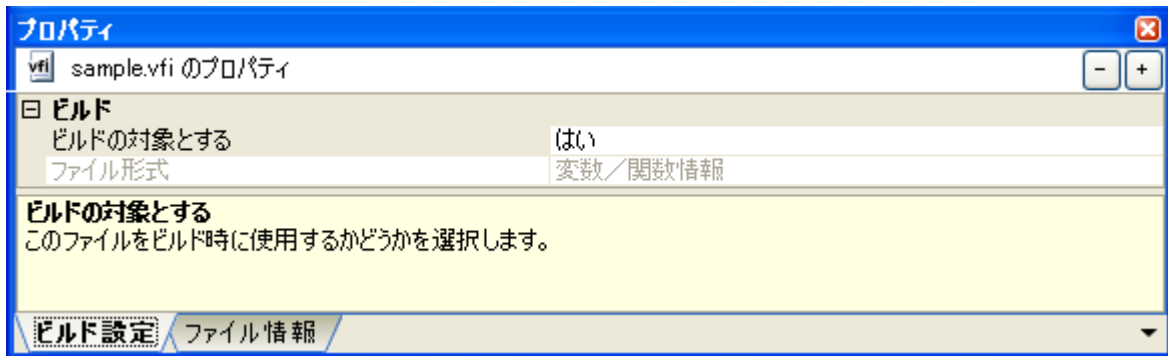 プロパティ
vfi sample.vfi のプロパティ - +
ビルド
ビルドの対象とする はい
ファイル形式 変数／関数情報
ビルドの対象とする
このファイルをビルド時に使用するかどうかを選択します。
ビルド設定 ファイル情報